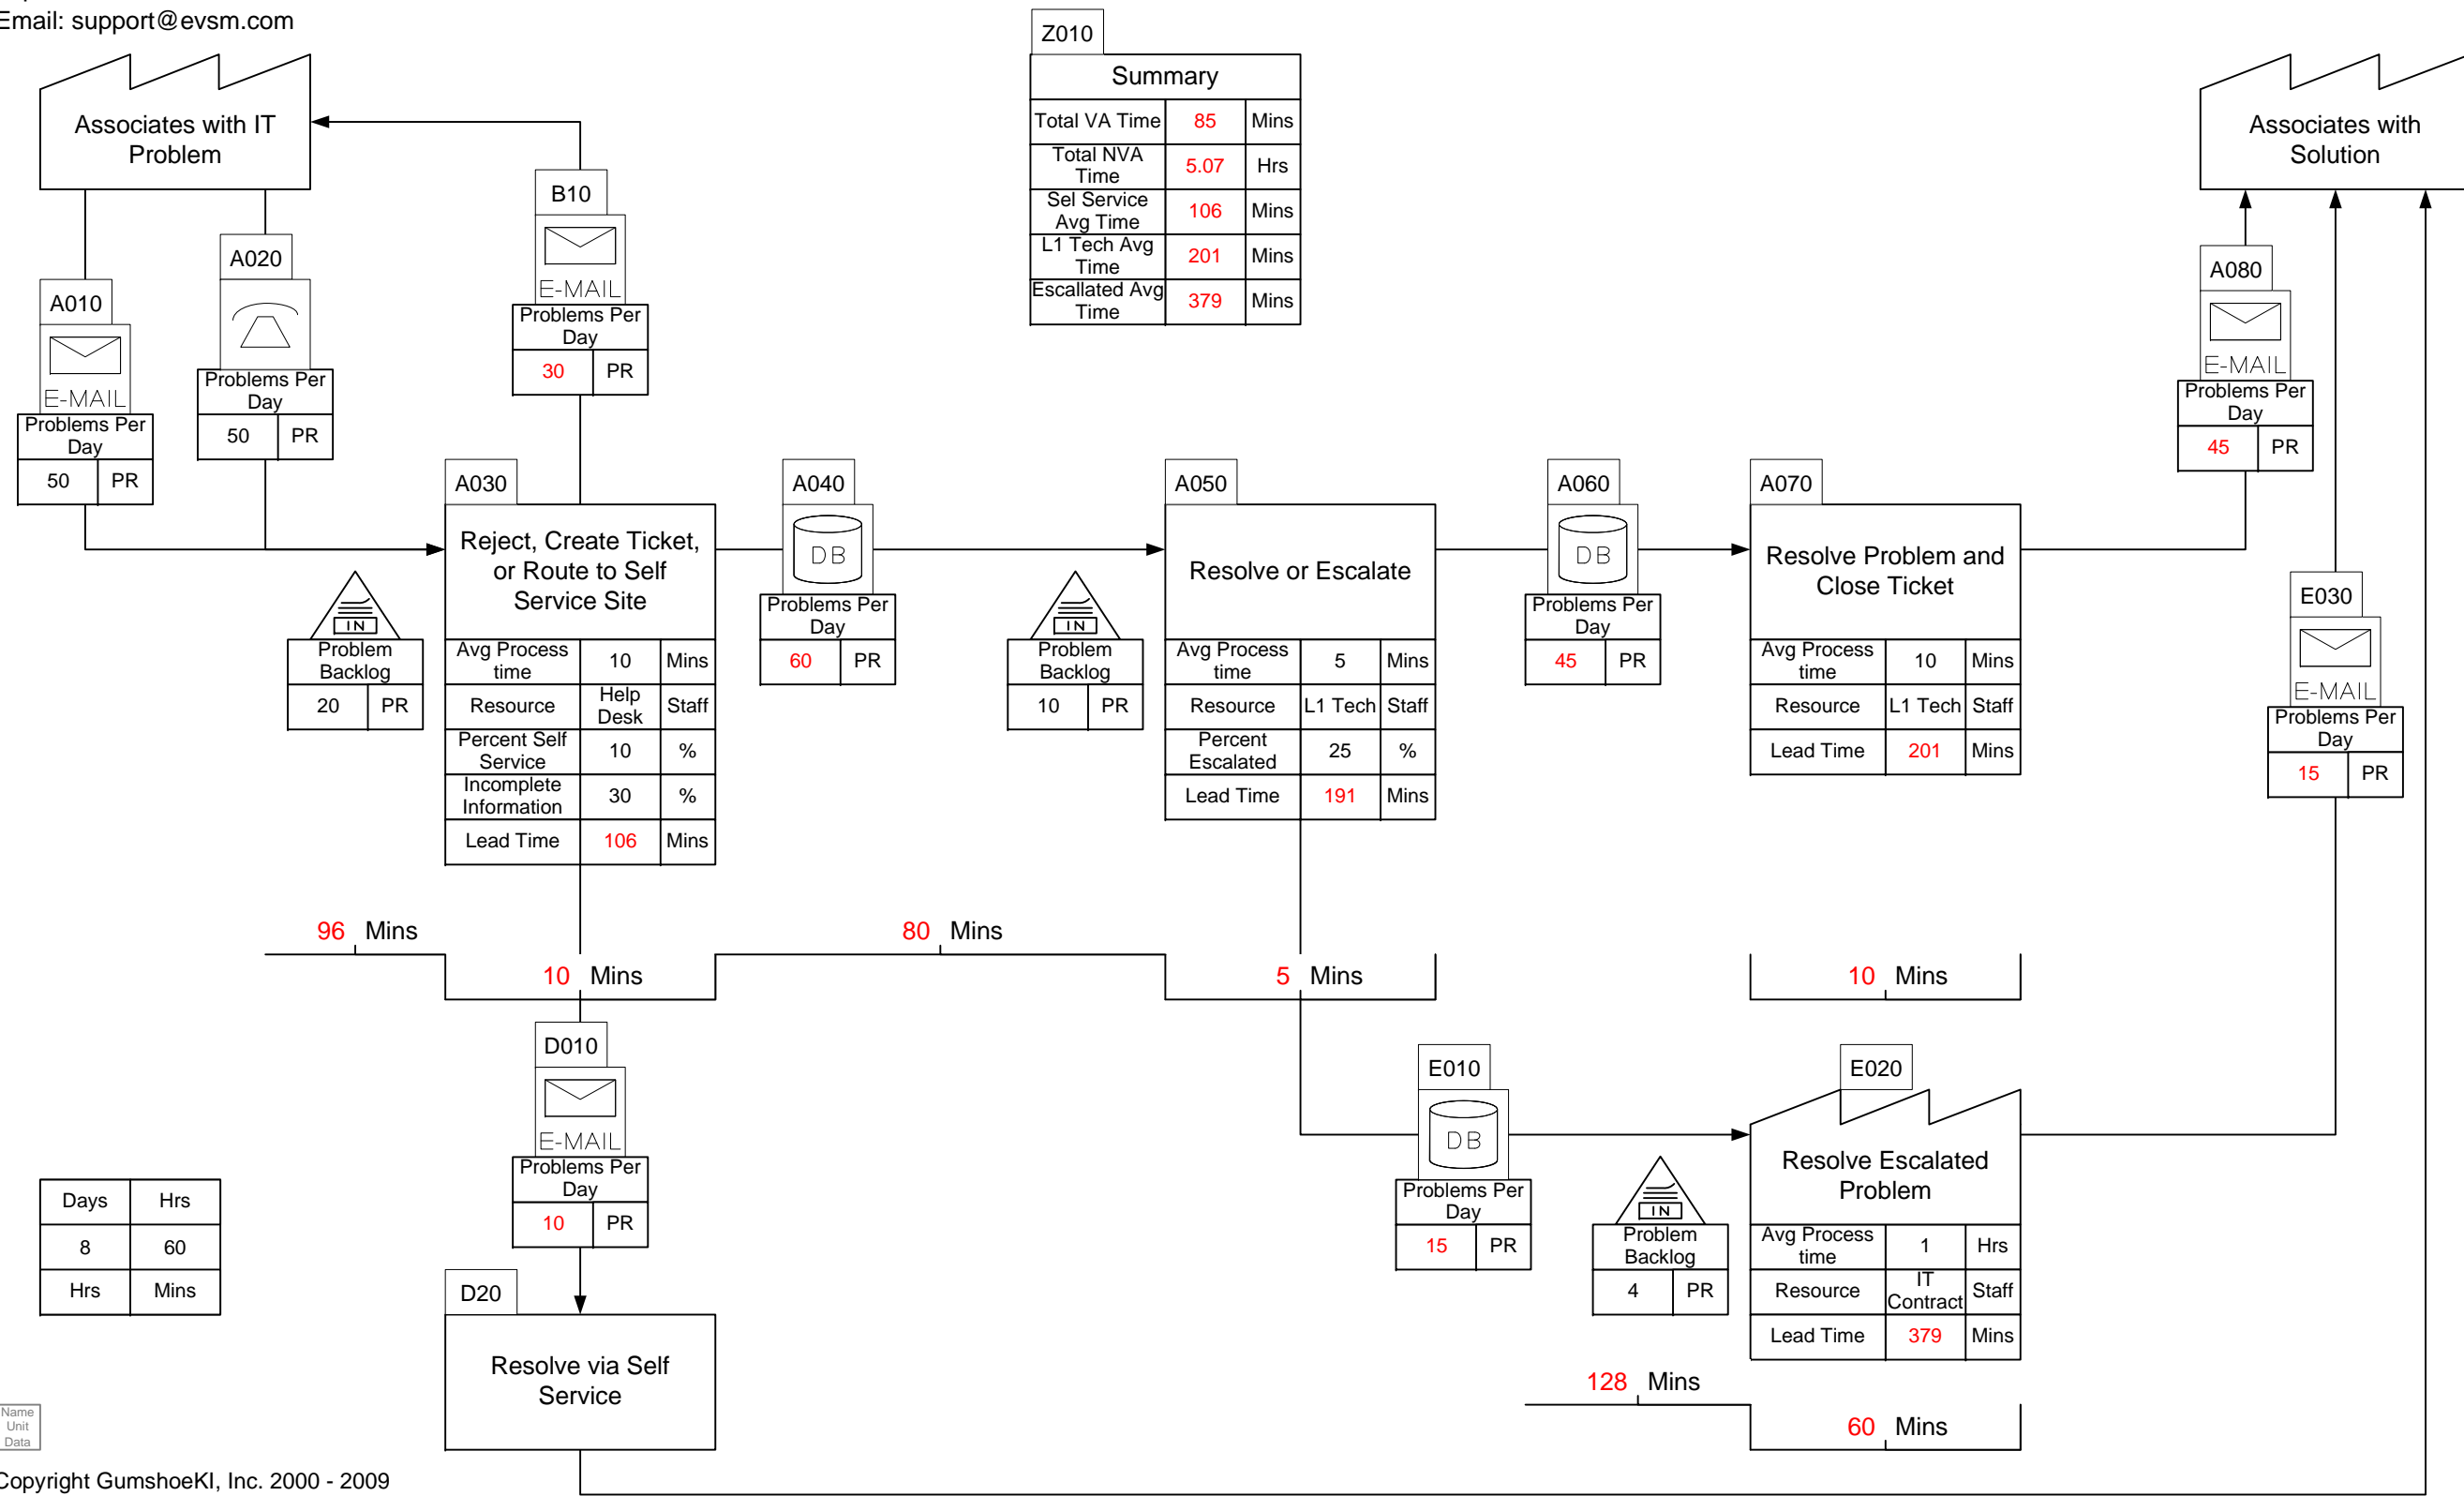 Email: support@evsm.com
Z010
Summary
Total VA Time 85 Mins
Total NVA
Time 5.07 Hrs
Sel Service
Avg Time 106 Mins
L1 Tech Avg
Time 201 Mins
Escallated Avg
Time 379 Mins
Associates with IT
Problem
Associates with
Solution
B10
E-MAIL
Problems Per
Day
30 PR
A010
E-MAIL
Problems Per
Day
50 PR
A020
Problems Per
Day
50 PR
A080
E-MAIL
Problems Per
Day
45 PR
IN
Problem
Backlog
20 PR
A030
Reject, Create Ticket,
or Route to Self
Service Site
Avg Process
time 10 Mins
Resource Help
Desk Staff
Percent Self
Service 10 %
Incomplete
Information 30 %
Lead Time 106 Mins
A040
DB
Problems Per
Day
60 PR
IN
Problem
Backlog
10 PR
A050
Resolve or Escalate
Avg Process
time 5 Mins
Resource L1 Tech Staff
Percent
Escalated 25 %
Lead Time 191 Mins
A060
DB
Problems Per
Day
45 PR
A070
Resolve Problem and
Close Ticket
Avg Process
time 10 Mins
Resource L1 Tech Staff
Lead Time 201 Mins
E030
E-MAIL
Problems Per
Day
15 PR
96 Mins
80 Mins
10 Mins
5 Mins
10 Mins
D010
E-MAIL
Problems Per
Day
10 PR
E010
DB
Problems Per
Day
15 PR
IN
Problem
Backlog
4 PR
E020
Resolve Escalated
Problem
Avg Process
time 1 Hrs
Resource IT
Contract Staff
Lead Time 379 Mins
Days Hrs
8 60
Hrs Mins
D20
Resolve via Self
Service
128 Mins
60 Mins
Name
Unit
Data
Copyright GumshoeKI, Inc. 2000 - 2009